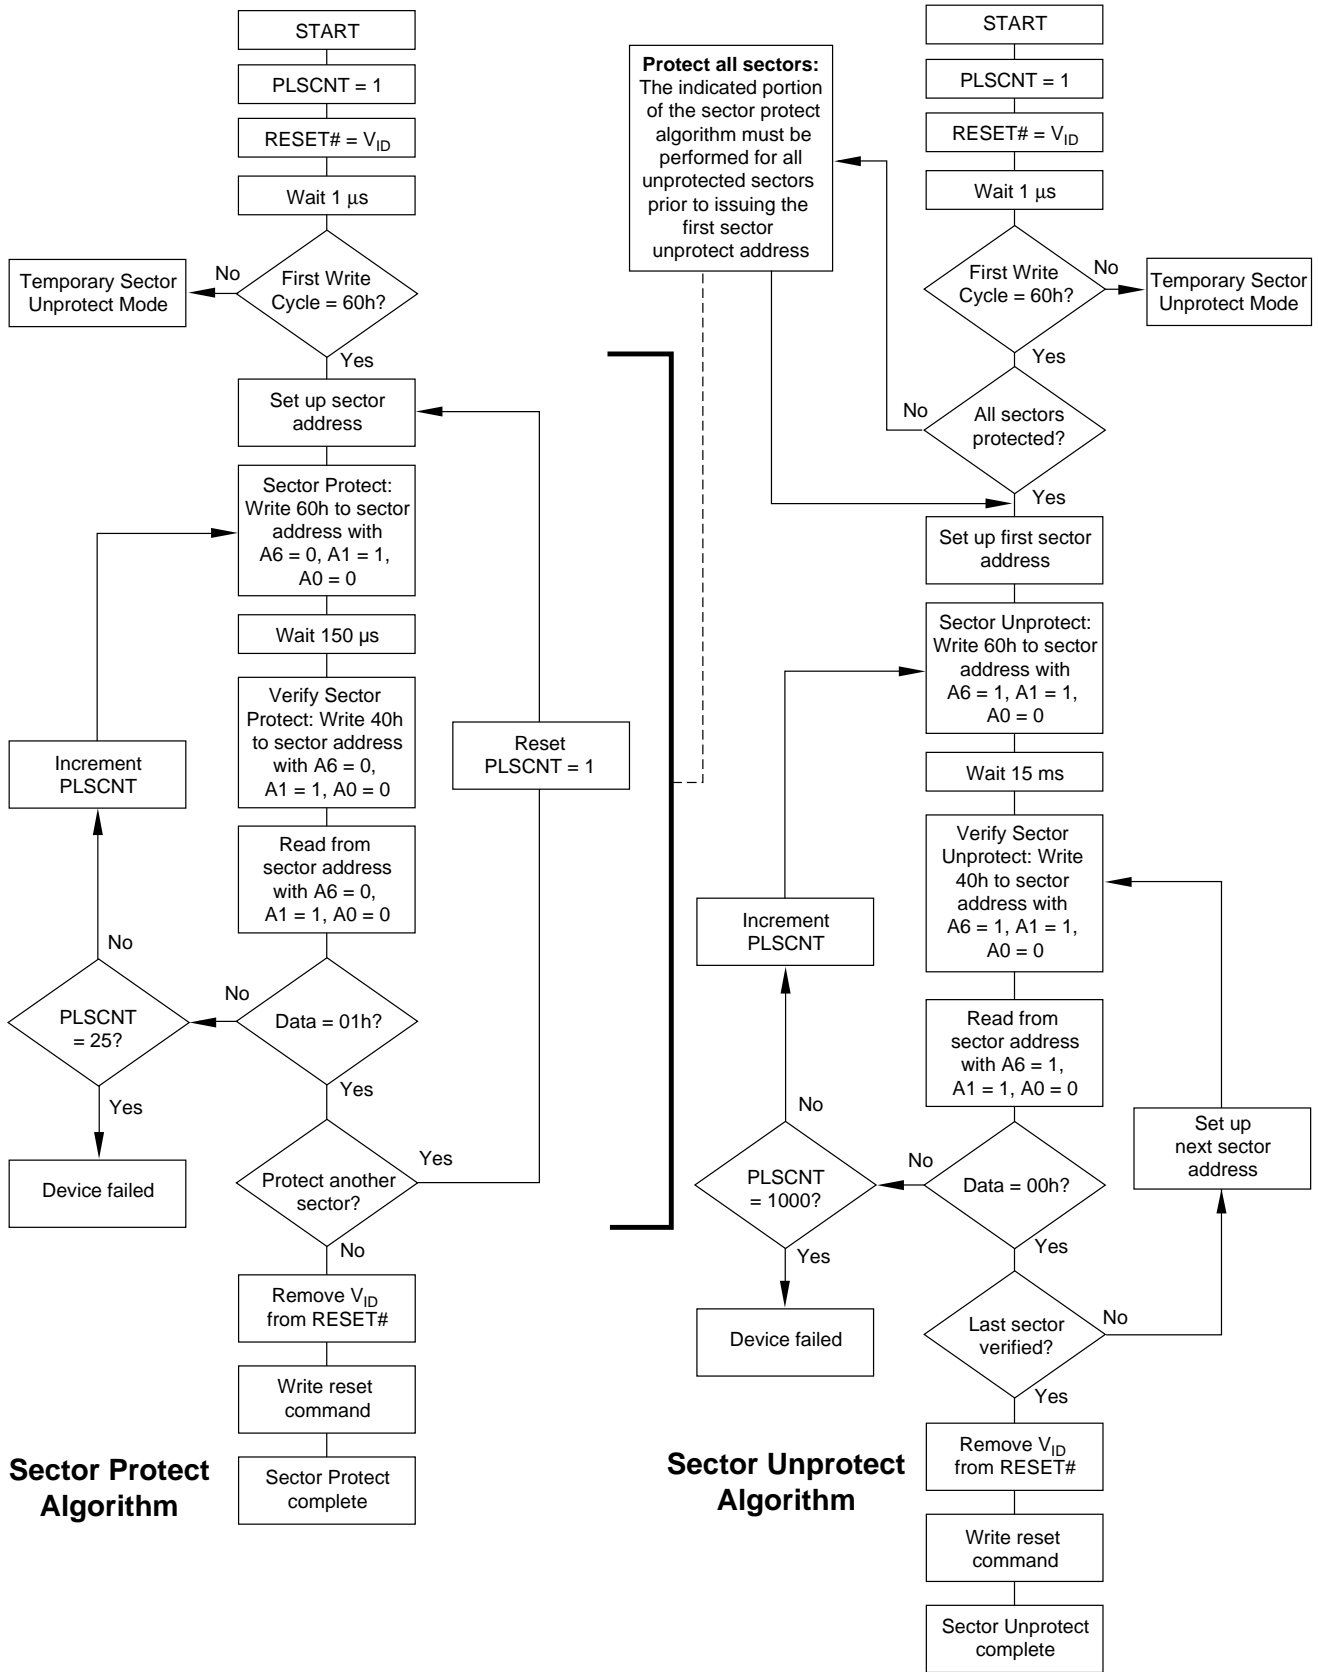 START
PLSCNT = 1
RESET# = VID
Wait 1 μs
First Write
Cycle = 60h?
No
Temporary Sector
Unprotect Mode
Yes
Set up sector
address
Sector Protect:
Write 60h to sector
address with
A6 = 0, A1 = 1,
A0 = 0
Wait 150 µs
Verify Sector
Protect: Write 40h
to sector address
with A6 = 0,
A1 = 1, A0 = 0
Increment
PLSCNT
Reset
PLSCNT = 1
Read from
sector address
with A6 = 0,
A1 = 1, A0 = 0
No
PLSCNT
= 25?
No
Data = 01h?
Yes
Yes
Device failed
Protect another
sector?
Yes
No
Remove VID
from RESET#
Write reset
command
Sector Protect
complete
Sector Protect
Algorithm
Protect all sectors:
The indicated portion
of the sector protect
algorithm must be
performed for all
unprotected sectors
prior to issuing the
first sector
unprotect address
START
PLSCNT = 1
RESET# = VID
Wait 1 μs
First Write
Cycle = 60h?
No
Temporary Sector
Unprotect Mode
Yes
No
All sectors
protected?
Yes
Set up first sector
address
Sector Unprotect:
Write 60h to sector
address with
A6 = 1, A1 = 1,
A0 = 0
Wait 15 ms
Verify Sector
Unprotect: Write
40h to sector
address with
A6 = 1, A1 = 1,
A0 = 0
Increment
PLSCNT
Read from
sector address
with A6 = 1,
A1 = 1, A0 = 0
No
Set up
next sector
address
PLSCNT
= 1000?
No
Data = 00h?
Yes
Yes
Device failed
Last sector
verified?
No
Yes
Remove VID
from RESET#
Write reset
command
Sector Unprotect
complete
Sector Unprotect
Algorithm